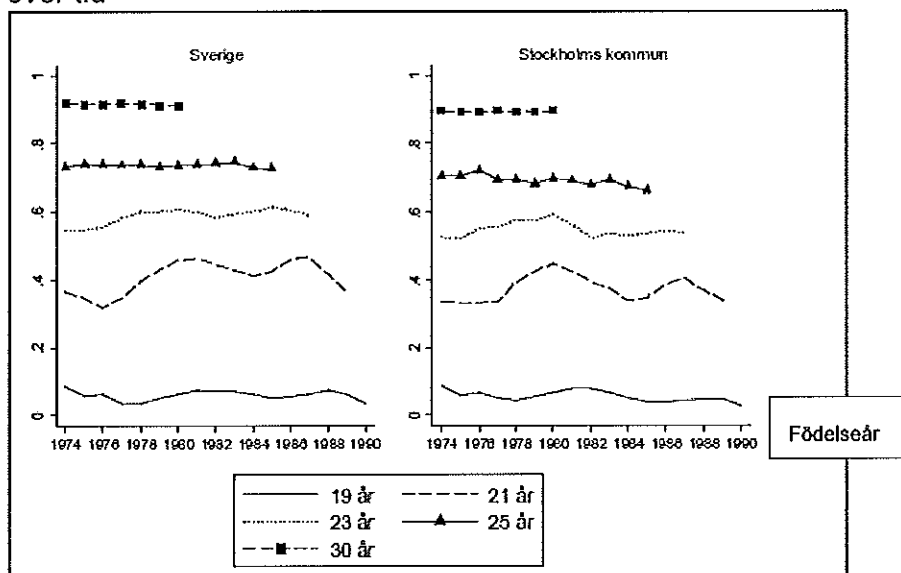 över tid
Sverige
Stockholms kommun
1
.8
.6
.4
.2
0
1974 1976 1978 1980 1982 1984 1986 1988 1990
1
.8
.6
.4
.2
0
1974 1976 1978 1980 1982 1984 1986 1988 1990
Födelseår
19 år
21 år
23 år
25 år
30 år